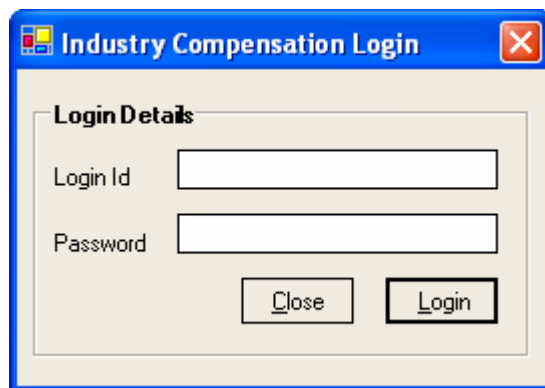 Industry Compensation Login
Login Details
Login Id
Password
Close Login